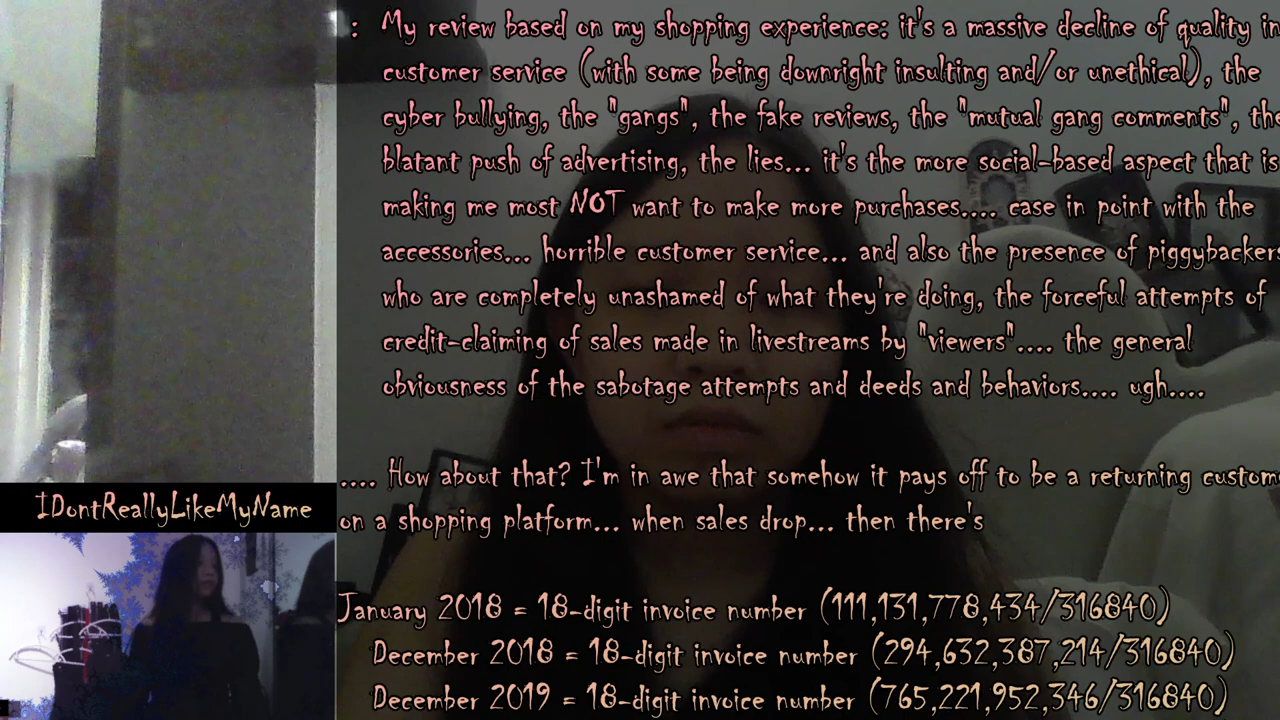 : My review based on my shopping experience: it's a massive decline of quality in
customer service (with some being downright insulting and/or unethical), the
cyber bullying, the "gangs", the fake reviews, the "mutual gang comments", the
blatant push of advertising, the lies... it's the more social-based aspect that is
making me most NOT want to make more purchases.... case in point with the
accessories... horrible customer service... and also the presence of piggybackers
who are completely unashamed of what they're doing, the forceful attempts of
credit-claiming of sales made in livestreams by "viewers".... the general
obviousness of the sabotage attempts and deeds and behaviors.... ugh....
.... How about that? I'm in awe that somehow it pays off to be a returning custom
on a shopping platform... when sales drop... then there's
IDontReallyLikeMyName
January 2018 = 18-digit invoice number (111,131,778,434/316840)
December 2018 = 18-digit invoice number (294,632,387,214/316840)
December 2019 = 18-digit invoice number (765,221,952,346/316840)